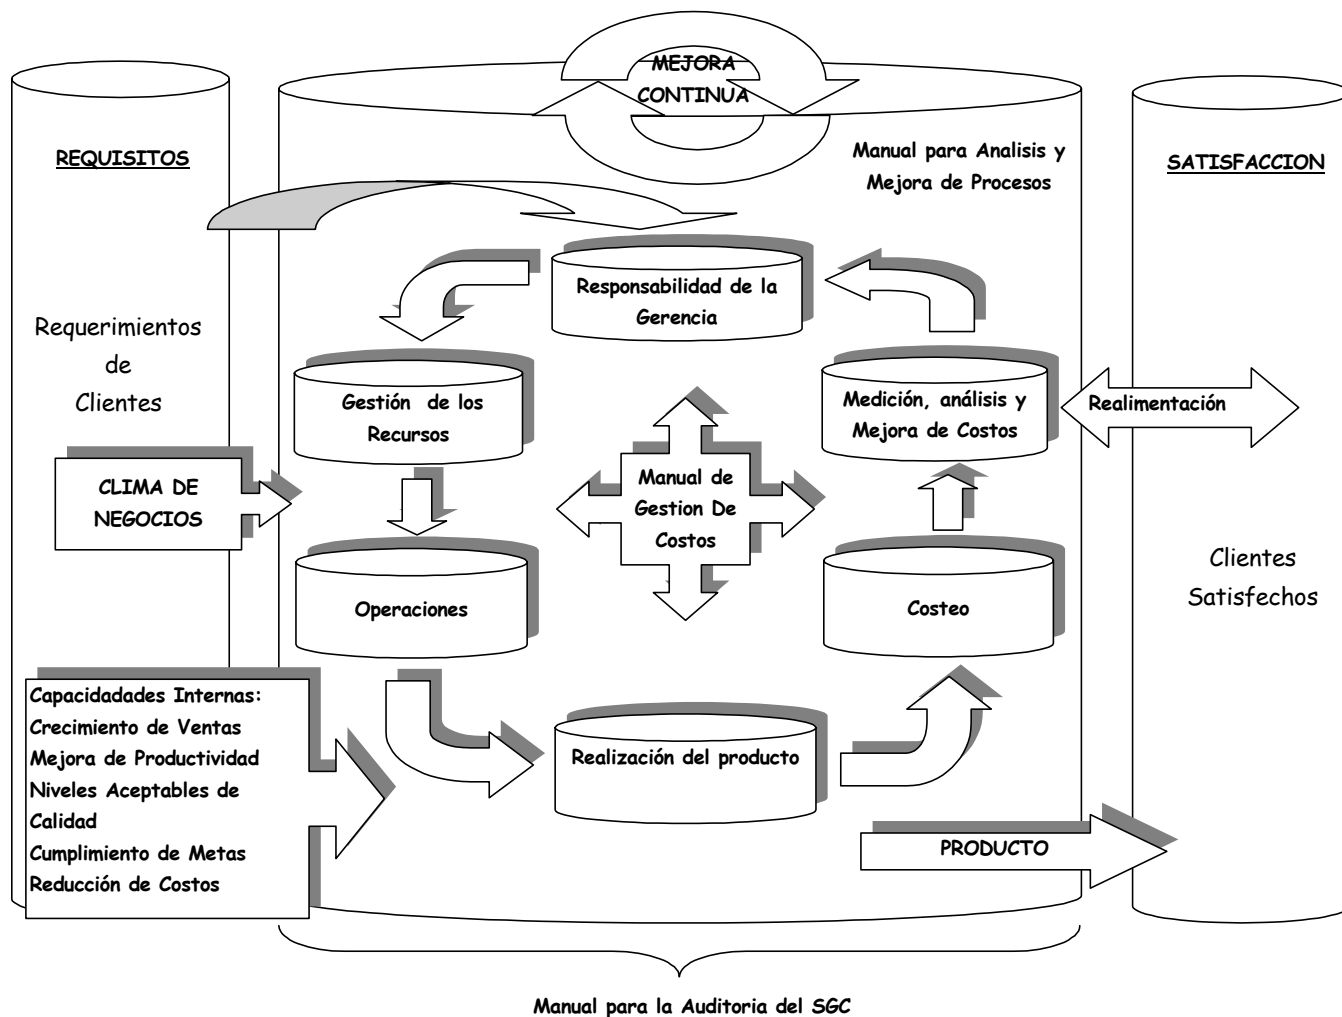 MEJORA
CONTINUA
REQUISITOS
Manual para Analisis y
Mejora de Procesos
SATISFACCION
Responsabilidad de la
Gerencia
Requerimientos
de
Clientes
Gestión de los
Recursos
Medición, análisis y
Mejora de Costos
Realimentación
CLIMA DE
NEGOCIOS
Manual de
Gestion De
Costos
Operaciones
Costeo
Clientes
Satisfechos
Capacidadades Internas:
Crecimiento de Ventas
Mejora de Productividad
Niveles Aceptables de
Calidad
Cumplimiento de Metas
Reducción de Costos
Realización del producto
PRODUCTO
Manual para la Auditoria del SGC